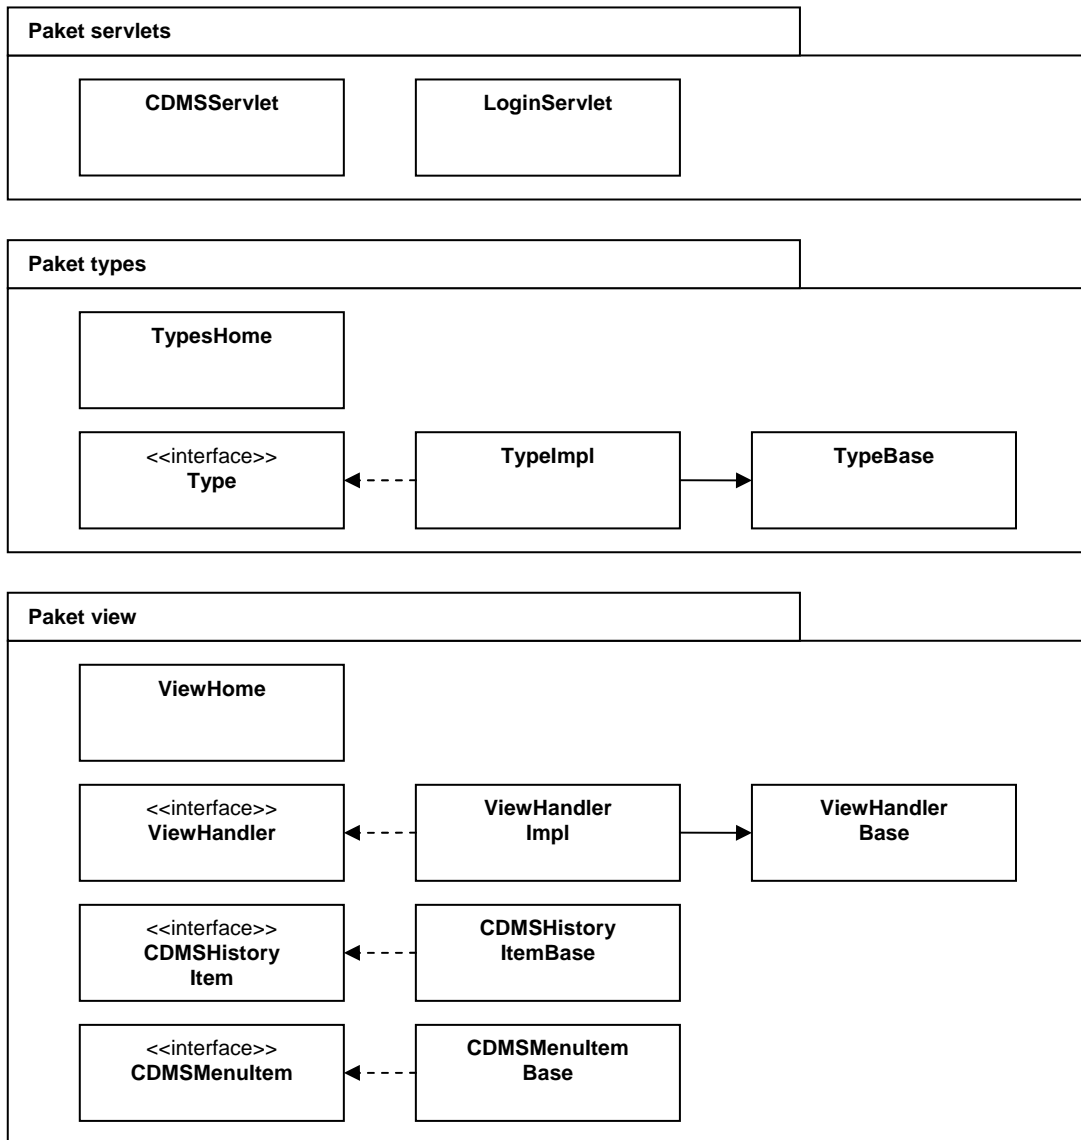 Paket servlets
CDMSServlet
LoginServlet
Paket types
TypesHome
<<interface>>
Type
TypeImpl
TypeBase
Paket view
ViewHome
<<interface>>
ViewHandler
ViewHandler
Impl
ViewHandler
Base
<<interface>>
CDMSHistory
Item
CDMSHistory
ItemBase
<<interface>>
CDMSMenuItem
CDMSMenuItem
Base